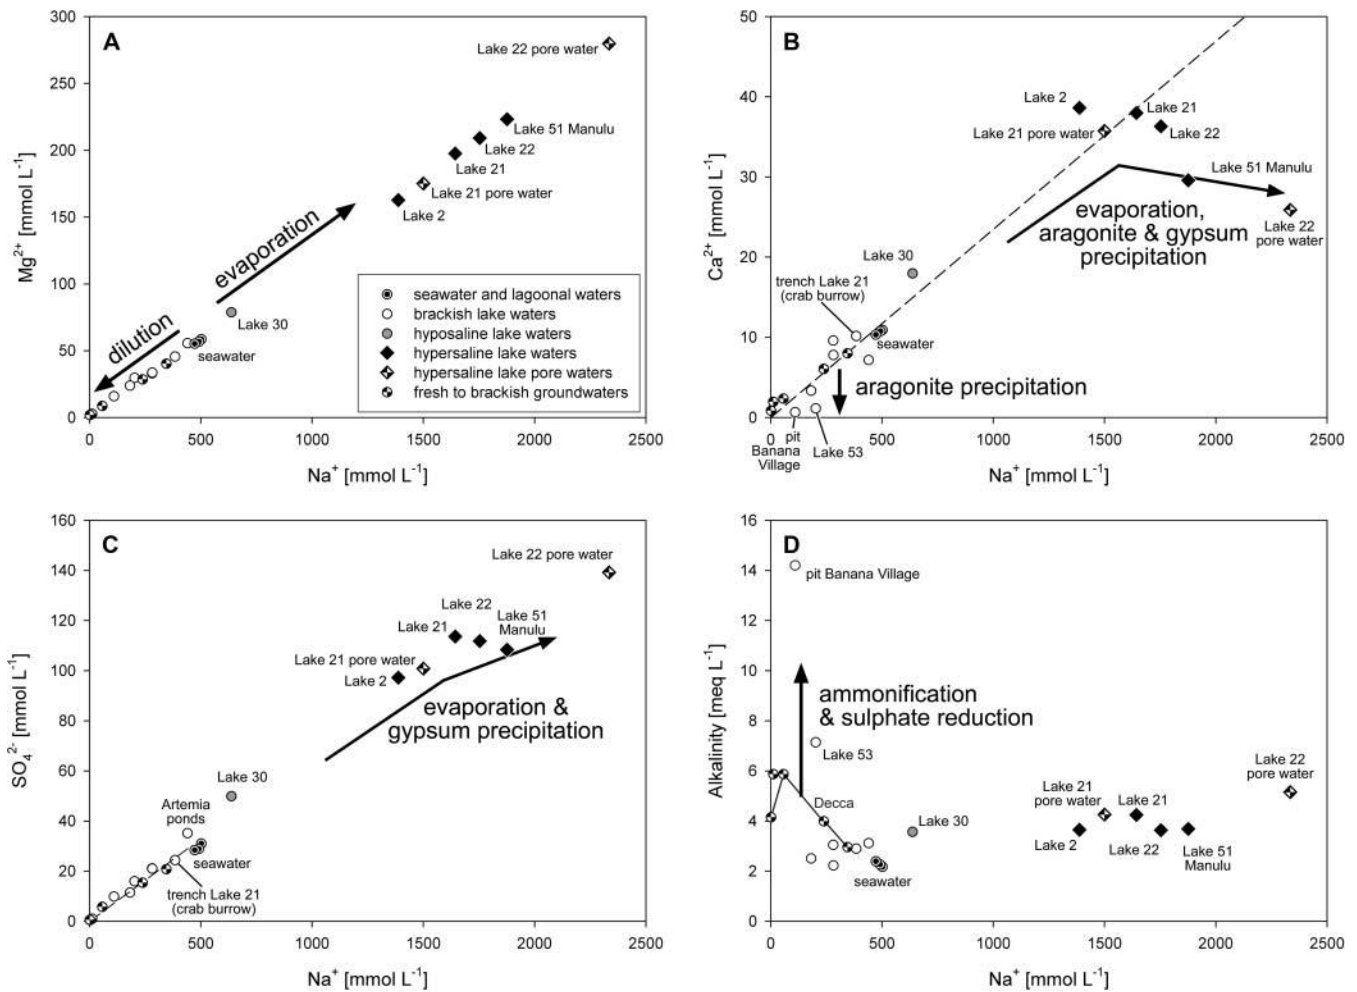 A
300
250
200
150
100
50
0
Mg2+ [mmol L-1]
Lake 22 pore water
Lake 51 Manulu
Lake 22
Lake 21
Lake 21 pore water
Lake 2
evaporation
dilution
Lake 30
seawater
seawater and lagoonal waters
brackish lake waters
hyposaline lake waters
hypersaline lake waters
hypersaline lake pore waters
fresh to brackish groundwaters
0 500 1000 1500 2000 2500
Na+ [mmol L-1]
B
50
40
30
20
10
0
Ca2+ [mmol L-1]
Lake 2
Lake 21
Lake 21 pore water
Lake 22
Lake 51 Manulu
evaporation,
aragonite & gypsum
precipitation
Lake 22
pore water
Lake 30
trench Lake 21
(crab burrow)
seawater
aragonite precipitation
pit
Banana
Village
Lake 53
0 500 1000 1500 2000 2500
Na+ [mmol L-1]
C
160
140
120
100
80
60
40
20
0
SO42- [mmol L-1]
Lake 22 pore water
Lake 22
Lake 21
Lake 51
Manulu
Lake 21 pore water
Lake 2
evaporation &
gypsum precipitation
Lake 30
Artemia
ponds
seawater
trench Lake 21
(crab burrow)
0 500 1000 1500 2000 2500
Na+ [mmol L-1]
D
16
14
12
10
8
6
4
2
0
Alkalinity [meq L-1]
pit Banana Village
ammonification
& sulphate reduction
Lake 53
Decca
Lake 30
seawater
Lake 21
pore water
Lake 21
Lake 2
Lake 22
Lake 51
Manulu
Lake 22
pore water
0 500 1000 1500 2000 2500
Na+ [mmol L-1]